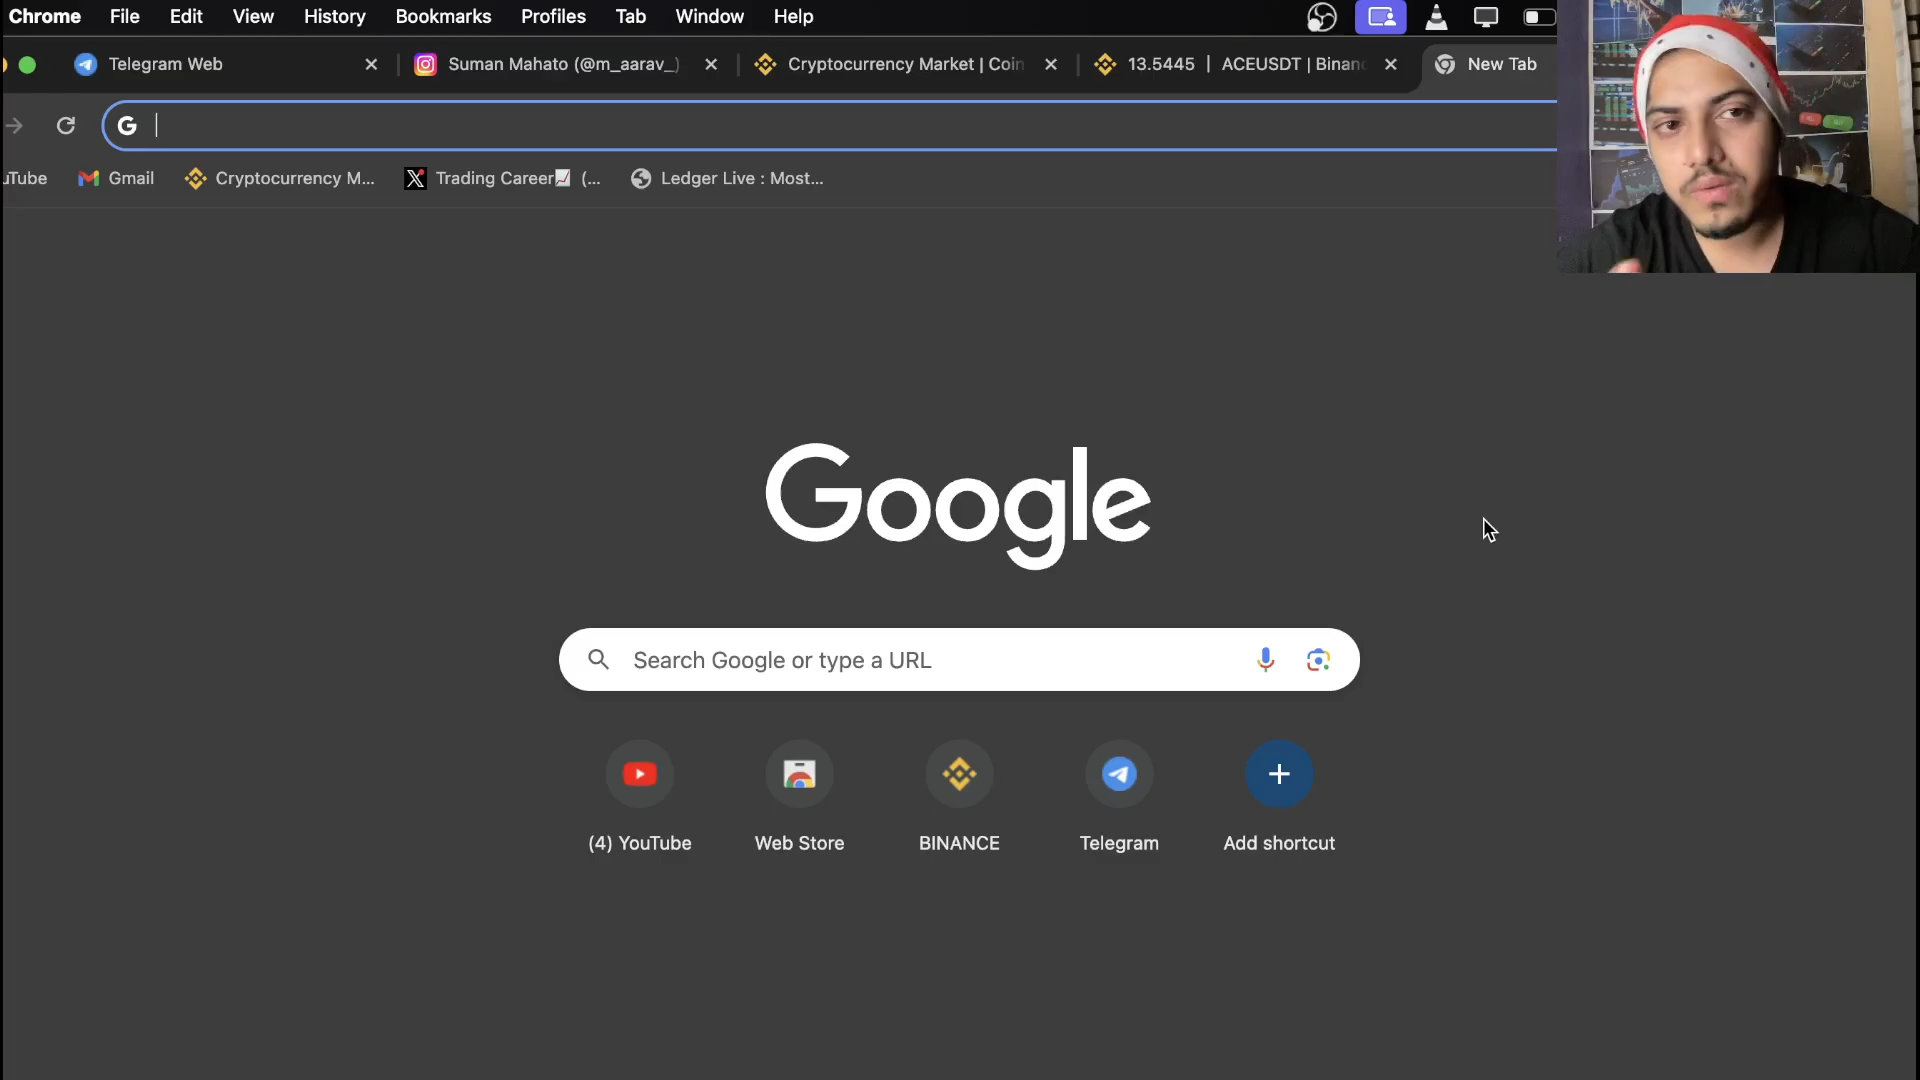 Chrome File Edit View History Bookmarks Profiles Tab Window Help
Telegram Web
Suman Mahato (@m_aarav_)
Cryptocurrency Market | Coin
13.5445 | ACEUSDT | Binan
New Tab
uTube
Gmail
Cryptocurrency M...
Trading Career📈 (...
Ledger Live : Most...
Google
Search Google or type a URL
(4) YouTube
Web Store
BINANCE
Telegram
Add shortcut